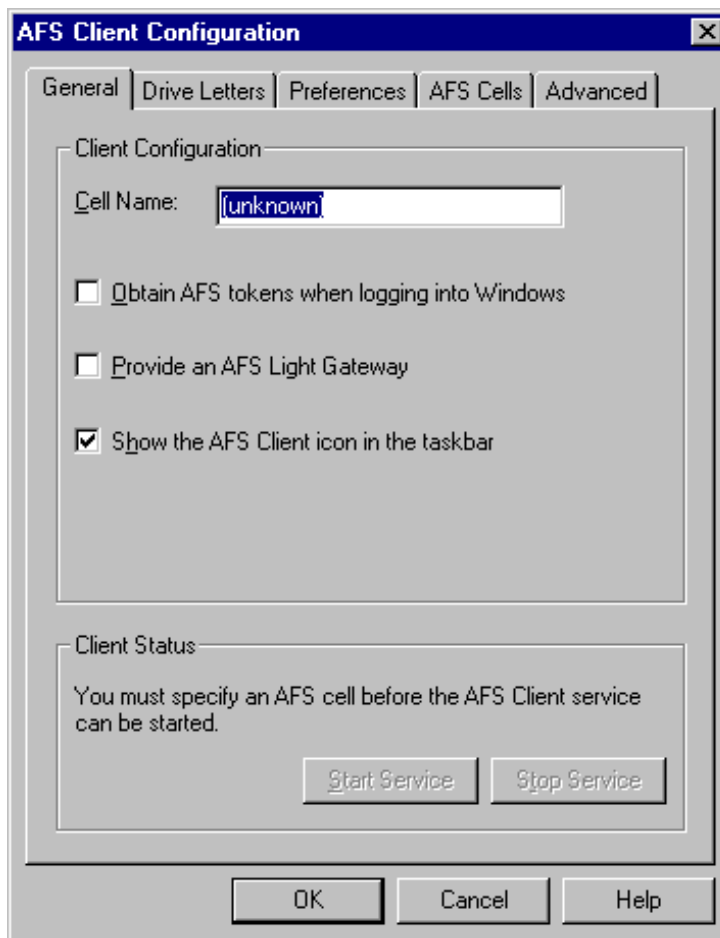 AFS Client Configuration
General Drive Letters Preferences AFS Cells Advanced
Client Configuration
Cell Name: (unknown)
Obtain AFS tokens when logging into Windows
Provide an AFS Light Gateway
Show the AFS Client icon in the taskbar
Client Status
You must specify an AFS cell before the AFS Client service
can be started.
Start Service Stop Service
OK Cancel Help